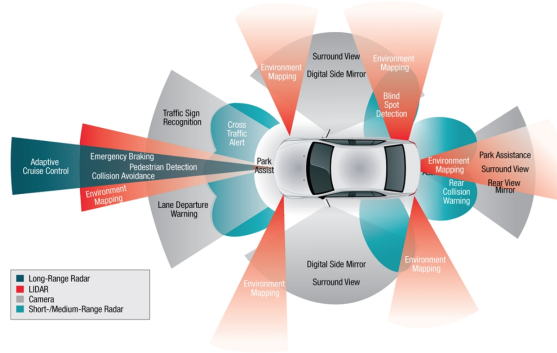 Surround View
Digital Side Mirror
Environment
Mapping
Environment
Mapping
Blind
Spot
Detection
Traffic Sign
Recognition
Cross
Traffic
Alert
Adaptive
Cruise Control
Emergency Braking
Pedestrian Detection
Collision Avoidance
Environment
Mapping
Park
Assist
Lane Departure
Warning
Environment
Mapping
Park Assistance
Surround View
Rear View
Mirror
Rear
Collision
Warning
Environment
Mapping
Digital Side Mirror
Surround View
Environment
Mapping
Long-Range Radar
LIDAR
Camera
Short-/Medium-Range Radar